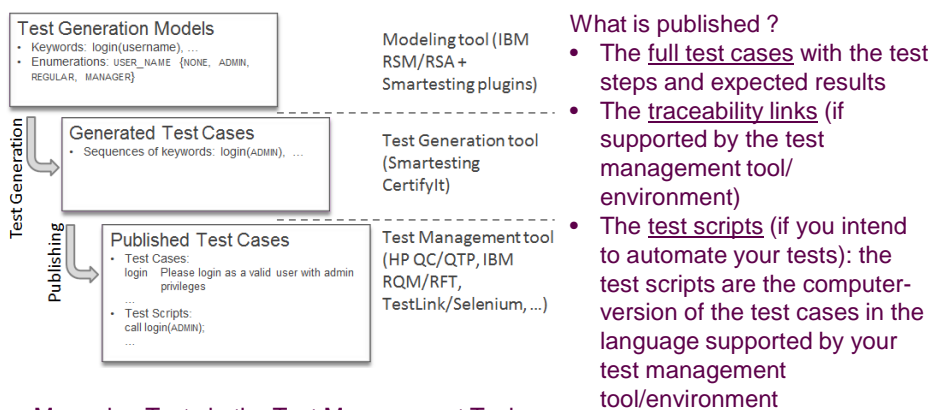 Test Generation Models
• Keywords: login(username), ...
• Enumerations: USER_NAME {NONE, ADMIN,
REGULAR, MANAGER}
Modeling tool (IBM
RSM/RSA +
Smartesting plugins)
Test Generation
Generated Test Cases
• Sequences of keywords: login(ADMIN), ...
Test Generation tool
(Smartesting
CertifyIt)
Publishing
Published Test Cases
• Test Cases:
login Please login as a valid user with admin
privileges
...
• Test Scripts:
call login(ADMIN);
...
Test Management tool
(HP QC/QTP, IBM
RQM/RFT,
TestLink/Selenium, ...)
What is published ?
• The full test cases with the test
steps and expected results
• The traceability links (if
supported by the test
management tool/
environment)
• The test scripts (if you intend
to automate your tests): the
test scripts are the computer-
version of the test cases in the
language supported by your
test management
tool/environment